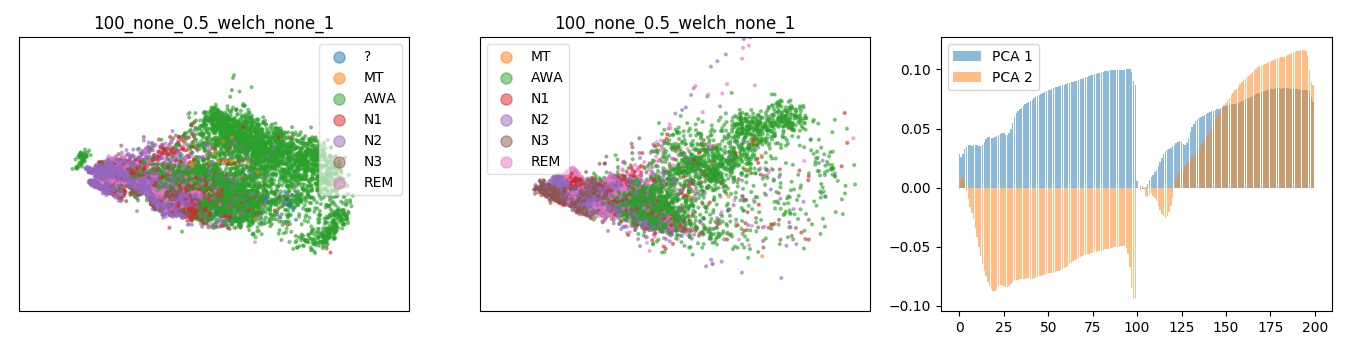 100_none_0.5_welch_none_1
?
MT
AWA
N1
N2
N3
REM
100_none_0.5_welch_none_1
MT
AWA
N1
N2
N3
REM
PCA 1
PCA 2
0.10
0.05
0.00
−0.05
−0.10
0 25 50 75 100 125 150 175 200